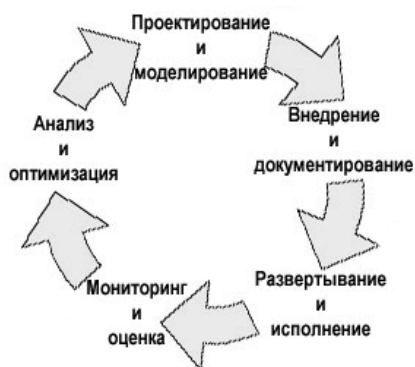 Проектирование
и
моделирование
Внедрение
и
документирование
Развертывание
и
исполнение
Мониторинг
и
оценка
Анализ
и
оптимизация